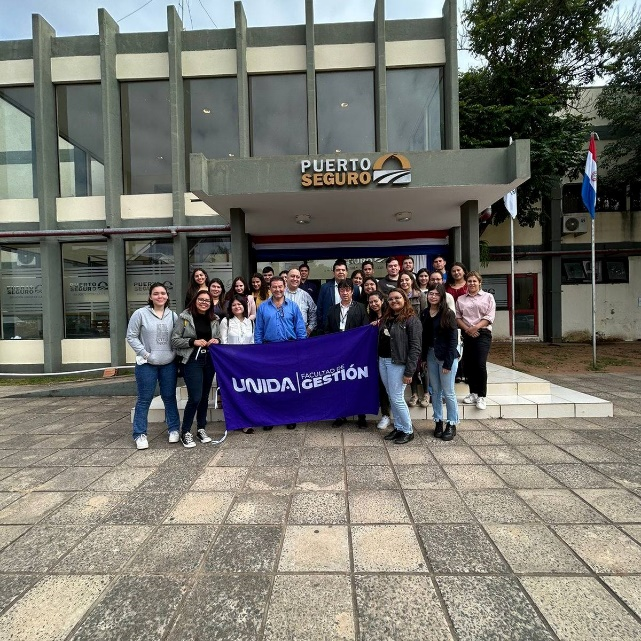 PUERTO
SEGURO
UNIDA
FACULTAD DE
GESTIÓN